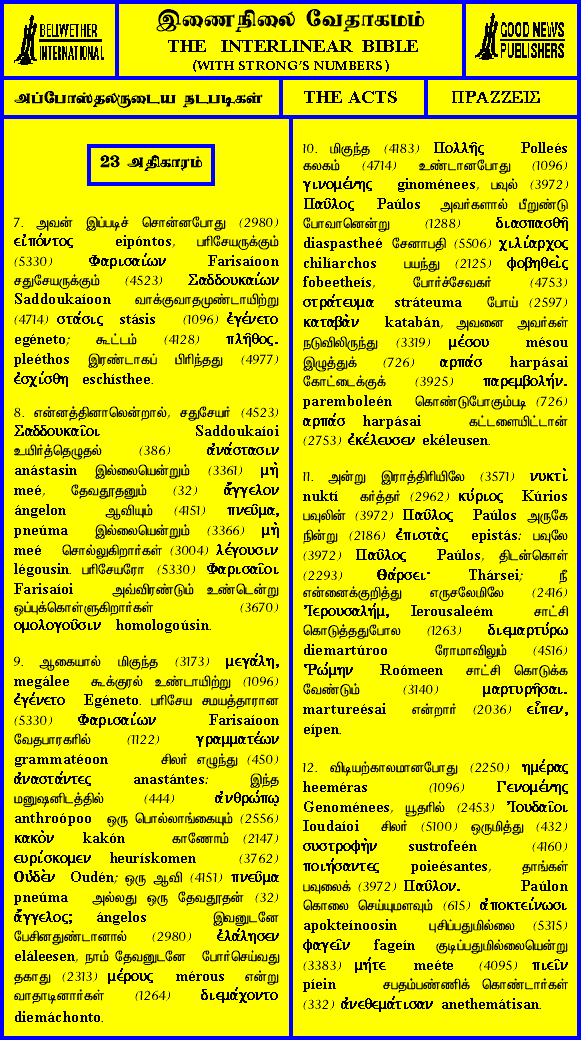 BELLWETHER
INTERNATIONAL
இணைநிலை வேதாகமம்
THE INTERLINEAR BIBLE
(WITH STRONG'S NUMBERS)
GOOD NEWS
PUBLISHERS
அப்போஸ்தலருடைய நடபடிகள்
THE ACTS
ΠΡΑΖΖΕΙΣ
23 அதிகாரம்
7. அவன் இப்படிச் சொன்னபோது (2980)
εἰπόντος eipóntos, பரிசேயருக்கும்
(5330) Φαρισαίων Farisaíoon
சதுசேயருக்கும் (4523) Σαδδουκαίων
Saddoukaíoon வாக்குவாதமுண்டாயிற்று
(4714) στάσις stásis (1096) ἐγένετο
egéneto; கூட்டம் (4128) πλῆθος.
pleéthos இரண்டாகப் பிரிந்தது (4977)
ἐσχίσθη eschísthee.
8. என்னத்தினாலென்றால், சதுசேயர் (4523)
Σαδδουκαῖοι Saddoukaíoi
உயிர்த்தெழுதல் (386) ἀνάστασιν
anástasin இல்லையென்றும் (3361) μὴ
meé, தேவதூதனும் (32) ἄγγελον
ángelon ஆவியும் (4151) πνεῦμα,
pneúma இல்லையென்றும் (3366) μὴ
meé சொல்லுகிறார்கள் (3004) λέγουσιν
légousin. பரிசேயரோ (5330) Φαρισαῖοι
Farisaíoi அவ்விரண்டும் உண்டென்று
ஒப்புக்கொள்ளுகிறார்கள் (3670)
ομολογοῦσιν homologoúsin.
9. ஆகையால் மிகுந்த (3173) μεγάλη,
megálee கூக்குரல் உண்டாயிற்று (1096)
ἐγένετο Egéneto. பரிசேய சமயத்தாரான
(5330) Φαρισαίων Farisaíoon
வேதபாரகரில் (1122) γραμματέων
grammatéoon சிலர் எழுந்து (450)
ἀναστάντες anastántes: இந்த
மனுஷனிடத்தில் (444) ἀνθρώπῳ
anthroópoo ஒரு பொல்லாங்கையும் (2556)
κακὸν kakón காணோம் (2147)
ευρίσκομεν heurískomen (3762)
Οὐδὲν Oudén; ஒரு ஆவி (4151) πνεῦμα
pneúma அல்லது ஒரு தேவதூதன் (32)
ἄγγελος; ángelos இவனுடனே
பேசினதுண்டானால் (2980) ἐλάλησεν
eláleesen, நாம் தேவனுடனே போர்செய்வது
தகாது (2313) μέρους mérous என்று
வாதாடினார்கள் (1264) διεμάχοντο
diemáchonto.
10. மிகுந்த (4183) Πολλῆς Polleés
கலகம் (4714) உண்டானபோது (1096)
γινομένης ginoménees, பவுல் (3972)
Παῦλος Paúlos அவர்களால் பீறுண்டு
போவானென்று (1288) διασπασθῆ
diaspastheé சேனாபதி (5506) χιλίαρχος
chilíarchos பயந்து (2125) φοβηθεὶς
fobeetheís, போர்ச்சேவகர் (4753)
στράτευμα stráteuma போய் (2597)
καταβὰν katabán, அவனை அவர்கள்
நடுவிலிருந்து (3319) μέσου mésou
இழுத்துக் (726) αρπάσ harpásai
கோட்டைக்குக் (3925) παρεμβολήν.
paremboleén கொண்டுபோகும்படி (726)
αρπάσ harpásai கட்டளையிட்டான்
(2753) ἐκέλευσεν ekéleusen.
11. அன்று இராத்திரியிலே (3571) νυκτὶ
nuktí கர்த்தர் (2962) κύριος Kúrios
பவுலின் (3972) Παῦλος Paúlos அருகே
நின்று (2186) ἐπιστὰς epistás: பவுலே
(3972) Παῦλος Paúlos, திடன்கொள்
(2293) Θάρσει· Thársei; நீ
என்னைக்குறித்து எருசலேமிலே (2416)
Ἰερουσαλήμ, Ierousaleém சாட்சி
கொடுத்ததுபோல (1263) διεμαρτύρω
diemartúroo ரோமாவிலும் (4516)
Ῥώμην Roómeen சாட்சி கொடுக்க
வேண்டும் (3140) μαρτυρῆσαι.
martureésai என்றார் (2036) εἶπεν,
eípen.
12. விடியற்காலமானபோது (2250) ημέρας
heeméras (1096) Γενομένης
Genoménees, யூதரில் (2453) Ἰουδαῖοι
Ioudaíoi சிலர் (5100) ஒருமித்து (432)
συστροφὴν sustrofeén (4160)
ποιήσαντες poieésantes, தாங்கள்
பவுலைக் (3972) Παῦλον. Paúlon
கொலை செய்யுமளவும் (615) ἀποκτείνωσι
apokteínoosin புசிப்பதுமில்லை (5315)
φαγεῖν fageín குடிப்பதுமில்லையென்று
(3383) μήτε meéte (4095) πιεῖν
píein சபதம்பண்ணிக் கொண்டார்கள்
(332) ἀνεθεμάτισαν anethemátisan.